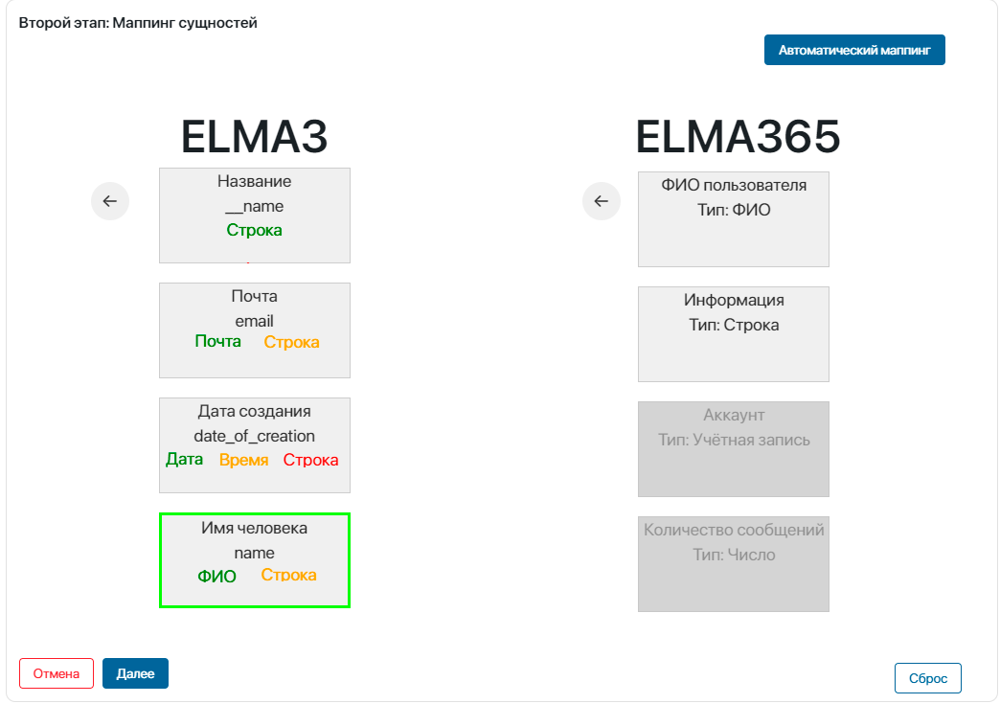 Второй этап: Маппинг сущностей
Автоматический маппинг
ELMA3
Название
__name
Строка
Почта
email
Почта Строка
Дата создания
date_of_creation
Дата Время Строка
Имя человека
name
ФИО Строка
ELMA365
ФИО пользователя
Тип: ФИО
Информация
Тип: Строка
Аккаунт
Тип: Учётная запись
Количество сообщений
Тип: Число
Отмена
Далее
Сброс